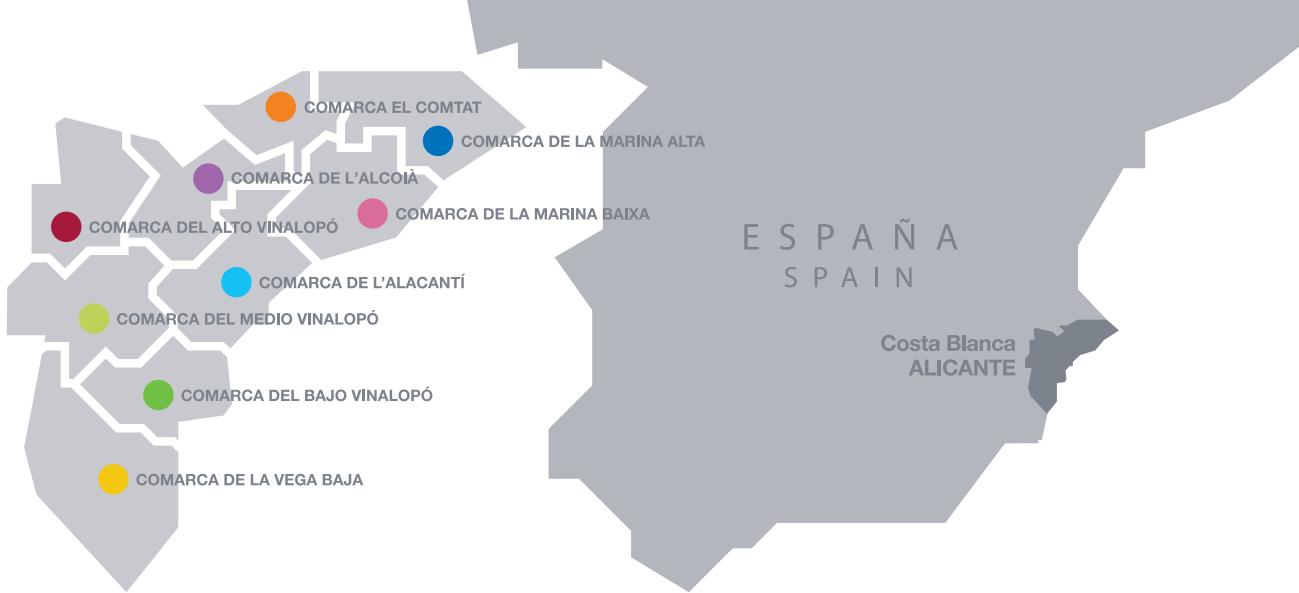 COMARCA EL COMTAT
COMARCA DE LA MARINA ALTA
COMARCA DE L'ALCOIÀ
COMARCA DE LA MARINA BAIXA
COMARCA DEL ALTO VINALOPÓ
COMARCA DE L'ALACANTÍ
COMARCA DEL MEDIO VINALOPÓ
COMARCA DEL BAJO VINALOPÓ
COMARCA DE LA VEGA BAJA
ESPAÑA
SPAIN
Costa Blanca
ALICANTE